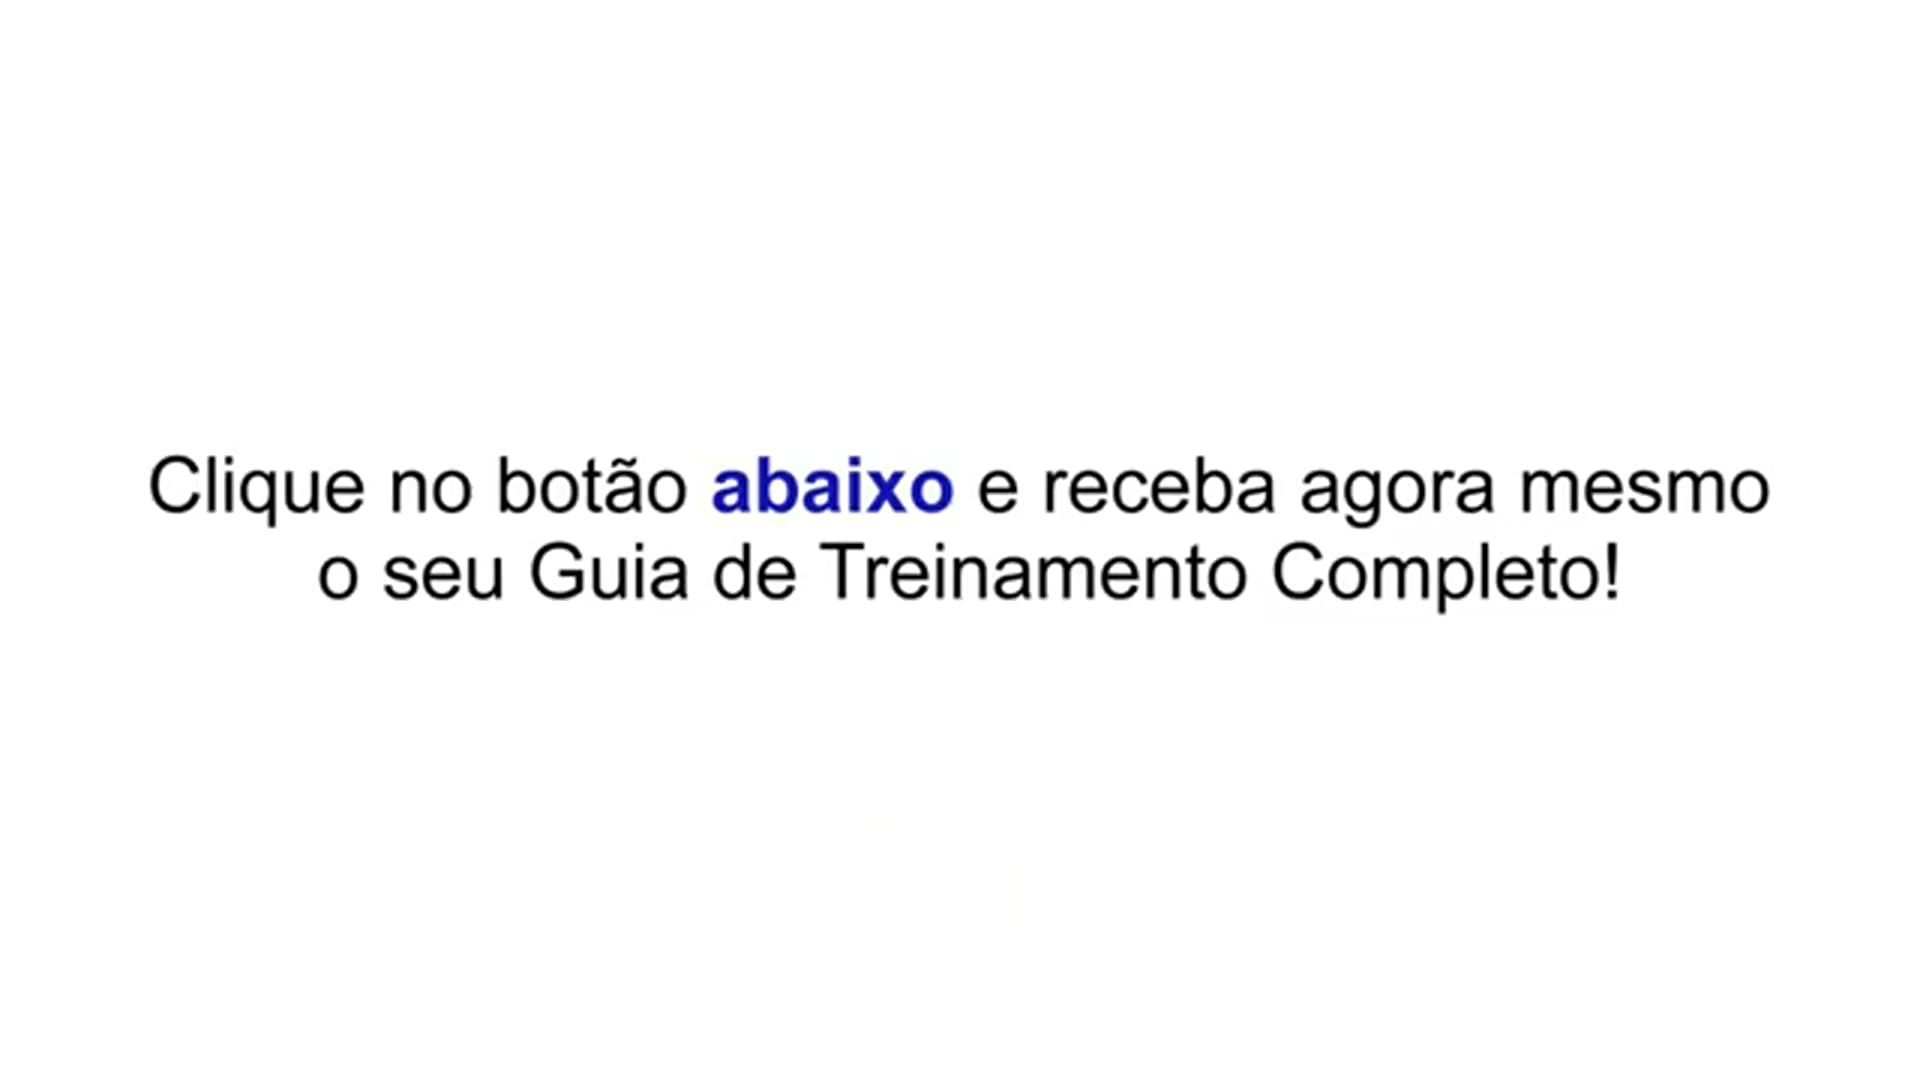 Clique no botão abaixo e receba agora mesmo
o seu Guia de Treinamento Completo!